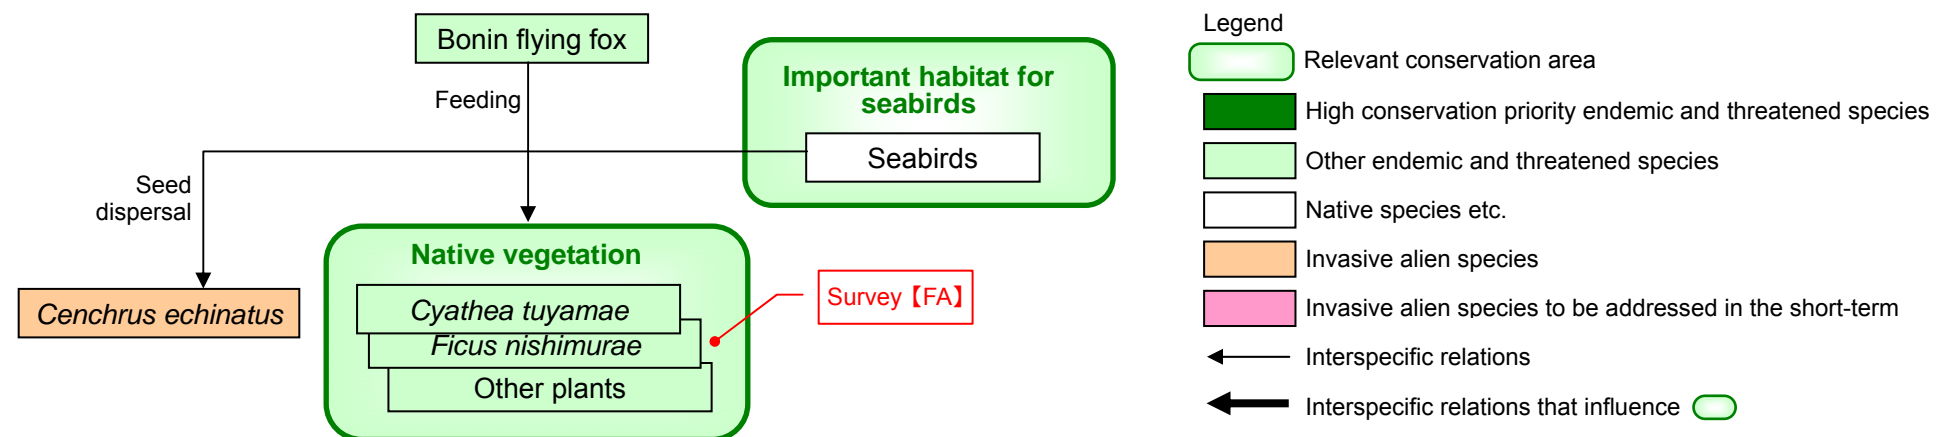 Bonin flying fox
Feeding
Important habitat for
seabirds
Seabirds
Seed
dispersal
Native vegetation
Cyathea tuyamae
Ficus nishimurae
Other plants
Cenchrus echinatus
Survey【FA】
Legend
Relevant conservation area
High conservation priority endemic and threatened species
Other endemic and threatened species
Native species etc.
Invasive alien species
Invasive alien species to be addressed in the short-term
Interspecific relations
Interspecific relations that influence